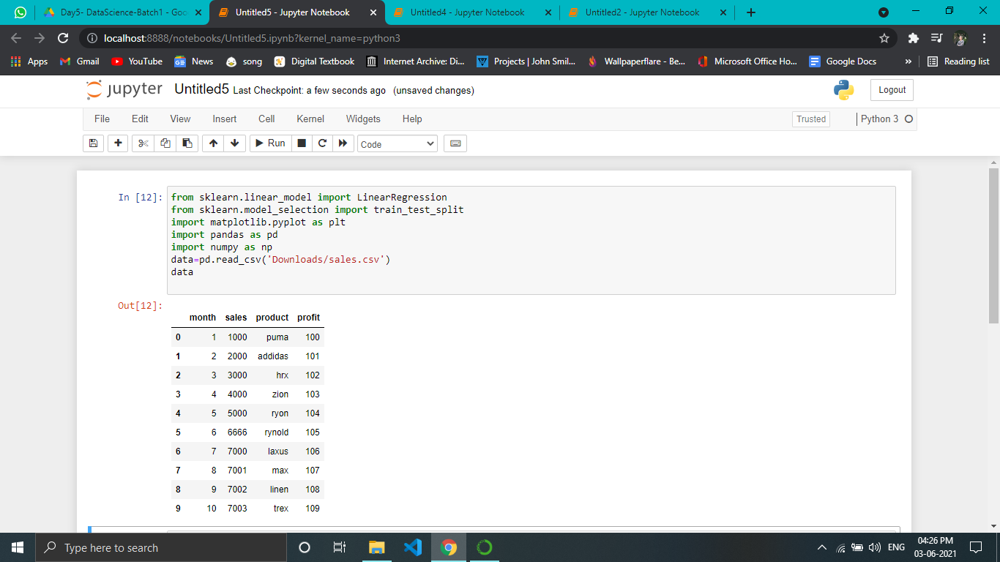 Day5- DataScience-Batch1 - Goo
Untitled5 - Jupyter Notebook
Untitled4 - Jupyter Notebook
Untitled2 - Jupyter Notebook
localhost:8888/notebooks/Untitled5.ipynb?kernel_name=python3
Apps Gmail YouTube News song Digital Textbook Internet Archive: Di... Projects | John Smil... Wallpaperflare - Be... Microsoft Office Ho... Google Docs » Reading list
jupyter Untitled5 Last Checkpoint: a few seconds ago (unsaved changes) Logout
File Edit View Insert Cell Kernel Widgets Help Trusted Python 3
Run Code
In [12]: from sklearn.linear_model import LinearRegression
from sklearn.model_selection import train_test_split
import matplotlib.pyplot as plt
import pandas as pd
import numpy as np
data=pd.read_csv('Downloads/sales.csv')
data
Out[12]:
month sales product profit
0 1 1000 puma 100
1 2 2000 addidas 101
2 3 3000 hrx 102
3 4 4000 zion 103
4 5 5000 ryon 104
5 6 6666 rynold 105
6 7 7000 laxus 106
7 8 7001 max 107
8 9 7002 linen 108
9 10 7003 trex 109
Type here to search
ENG
04:26 PM
03-06-2021